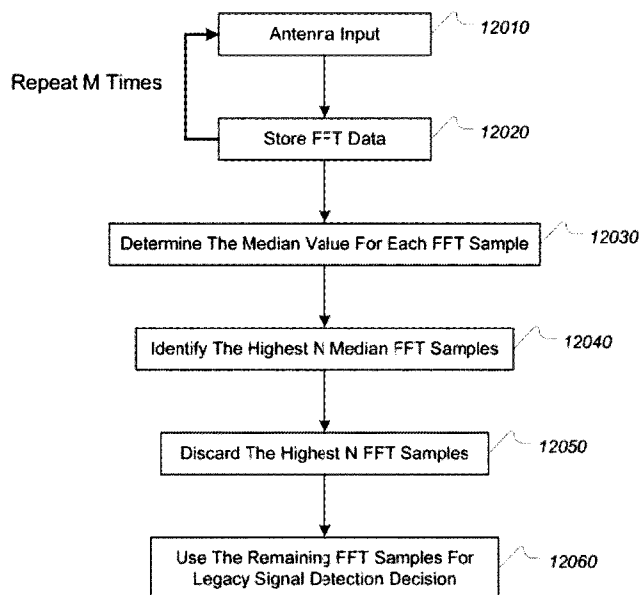 Antenna Input
12010
Repeat M Times
Store FFT Data
12020
Determine The Median Value For Each FFT Sample
12030
Identify The Highest N Median FFT Samples
12040
Discard The Highest N FFT Samples
12050
Use The Remaining FFT Samples For
Legacy Signal Detection Decision
12060